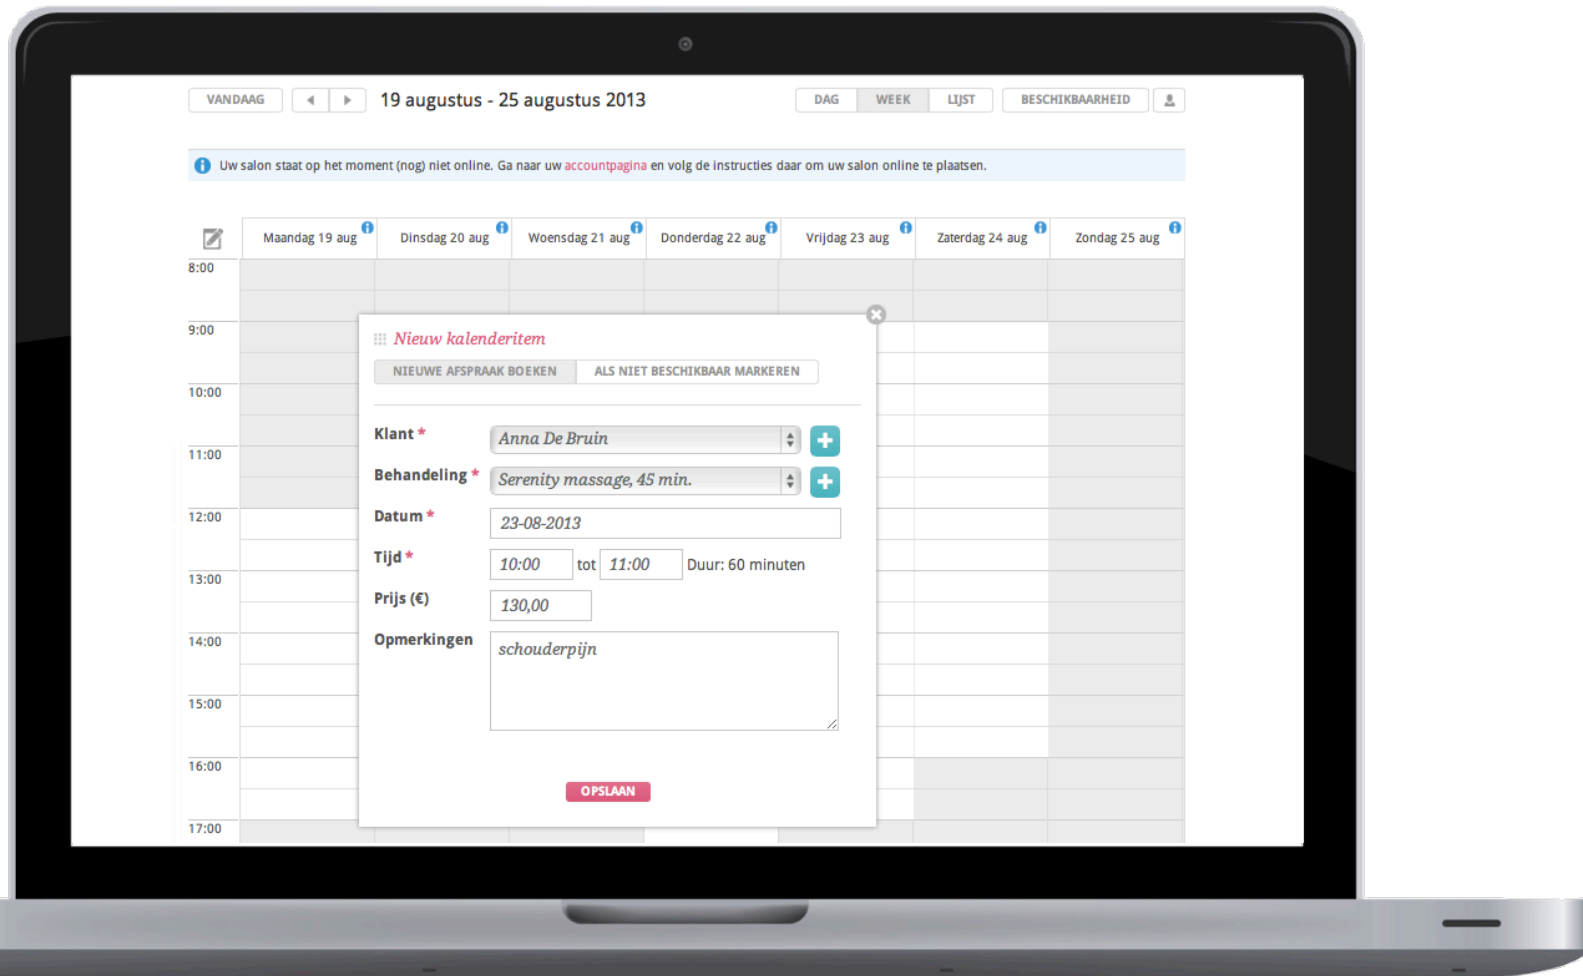 VANDAAG 19 augustus - 25 augustus 2013 DAG WEEK LIJST BESCHIKBAARHEID
Uw salon staat op het moment (nog) niet online. Ga naar uw accountpagina en volg de instructies daar om uw salon online te plaatsen.
Maandag 19 aug Dinsdag 20 aug Woensdag 21 aug Donderdag 22 aug Vrijdag 23 aug Zaterdag 24 aug Zondag 25 aug
8:00
9:00
10:00
11:00
12:00
13:00
14:00
15:00
16:00
17:00
Nieuw kalenderitem
NIEUWE AFSPRAAK BOEKEN ALS NIET BESCHIKBAAR MARKEREN
Klant * Anna De Bruin
Behandeling * Serenity massage, 45 min.
Datum * 23-08-2013
Tijd * 10:00 tot 11:00 Duur: 60 minuten
Prijs (€) 130,00
Opmerkingen schouderpijn
OPSLAAN